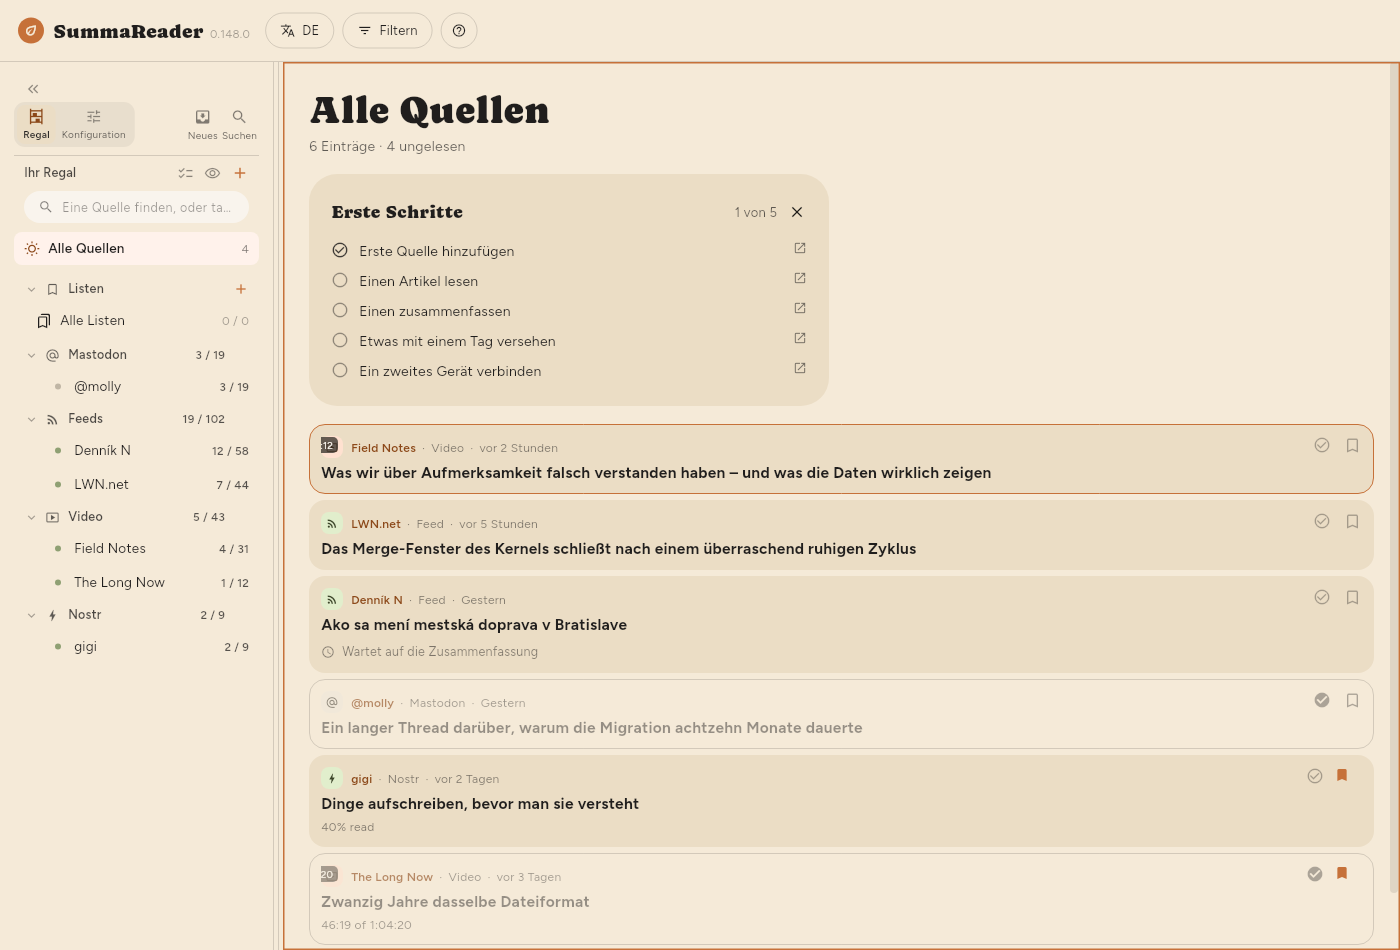 SummaReader 0.148.0
DE
Filtern
Regal
Konfiguration
Neues
Suchen
Ihr Regal
Eine Quelle finden, oder ta...
Alle Quellen 4
Listen
Alle Listen 0 / 0
Mastodon 3 / 19
@molly 3 / 19
Feeds 19 / 102
Denník N 12 / 58
LWN.net 7 / 44
Video 5 / 43
Field Notes 4 / 31
The Long Now 1 / 12
Nostr 2 / 9
gigi 2 / 9
Alle Quellen
6 Einträge · 4 ungelesen
Erste Schritte 1 von 5
Erste Quelle hinzufügen
Einen Artikel lesen
Einen zusammenfassen
Etwas mit einem Tag versehen
Ein zweites Gerät verbinden
:12 Field Notes · Video · vor 2 Stunden
Was wir über Aufmerksamkeit falsch verstanden haben – und was die Daten wirklich zeigen
LWN.net · Feed · vor 5 Stunden
Das Merge-Fenster des Kernels schließt nach einem überraschend ruhigen Zyklus
Denník N · Feed · Gestern
Ako sa mení mestská doprava v Bratislave
Wartet auf die Zusammenfassung
@molly · Mastodon · Gestern
Ein langer Thread darüber, warum die Migration achtzehn Monate dauerte
gigi · Nostr · vor 2 Tagen
Dinge aufschreiben, bevor man sie versteht
40% read
20 The Long Now · Video · vor 3 Tagen
Zwanzig Jahre dasselbe Dateiformat
46:19 of 1:04:20